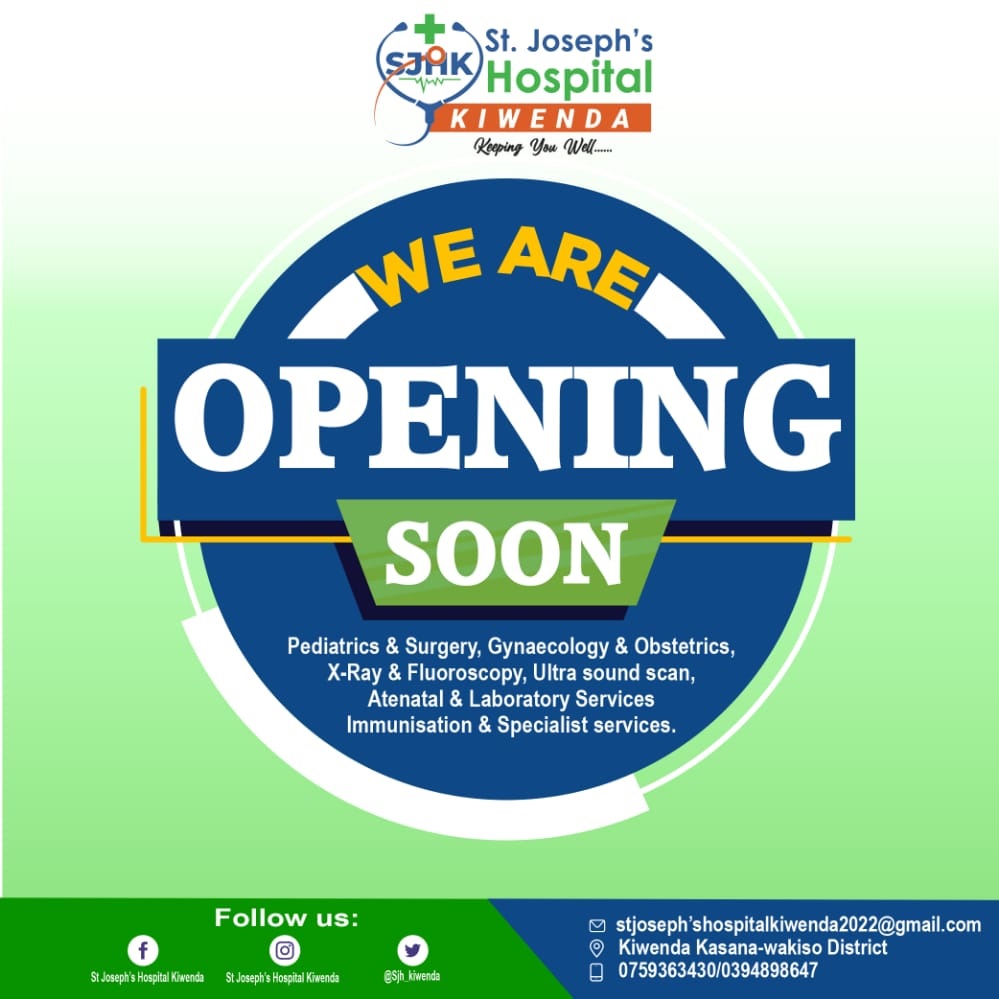 SJHK
St. Joseph's
Hospital
KIWENDA
Keeping You Well......
WE ARE
OPENING
SOON
Pediatrics & Surgery, Gynaecology & Obstetrics,
X-Ray & Fluoroscopy, Ultra sound scan,
Atenatal & Laboratory Services
Immunisation & Specialist services.
Follow us:
St Joseph's Hospital Kiwenda
St Joseph's Hospital Kiwenda
@Sjh_kiwenda
stjoseph'shospitalkiwenda2022@gmail.com
Kiwenda Kasana-wakiso District
0759363430/0394898647